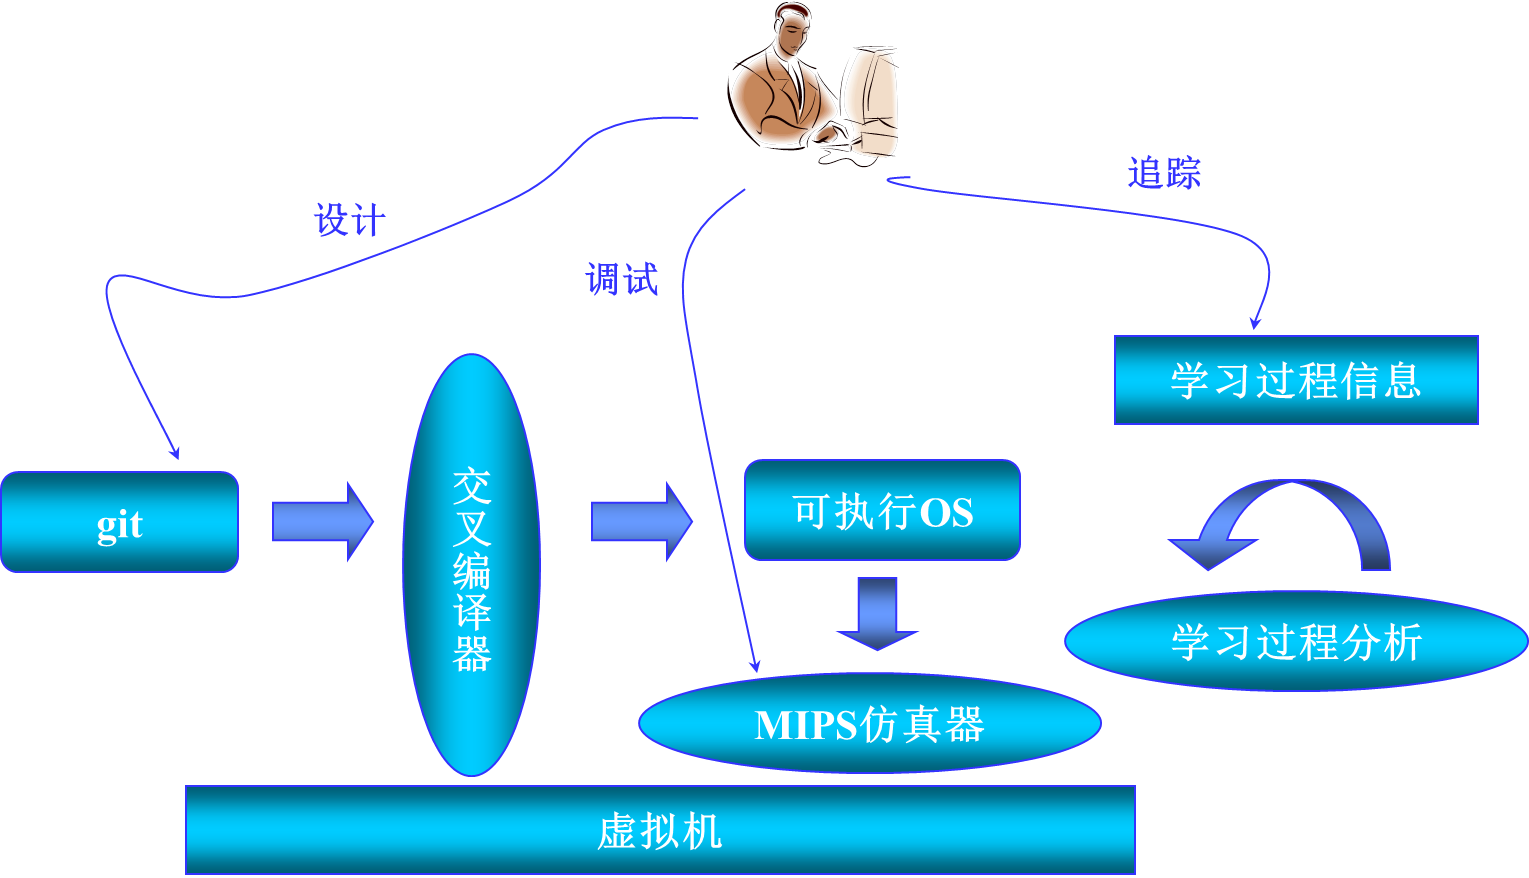 追踪
设计
调试
学习过程信息
交叉编译器
git
可执行OS
学习过程分析
MIPS仿真器
虚拟机